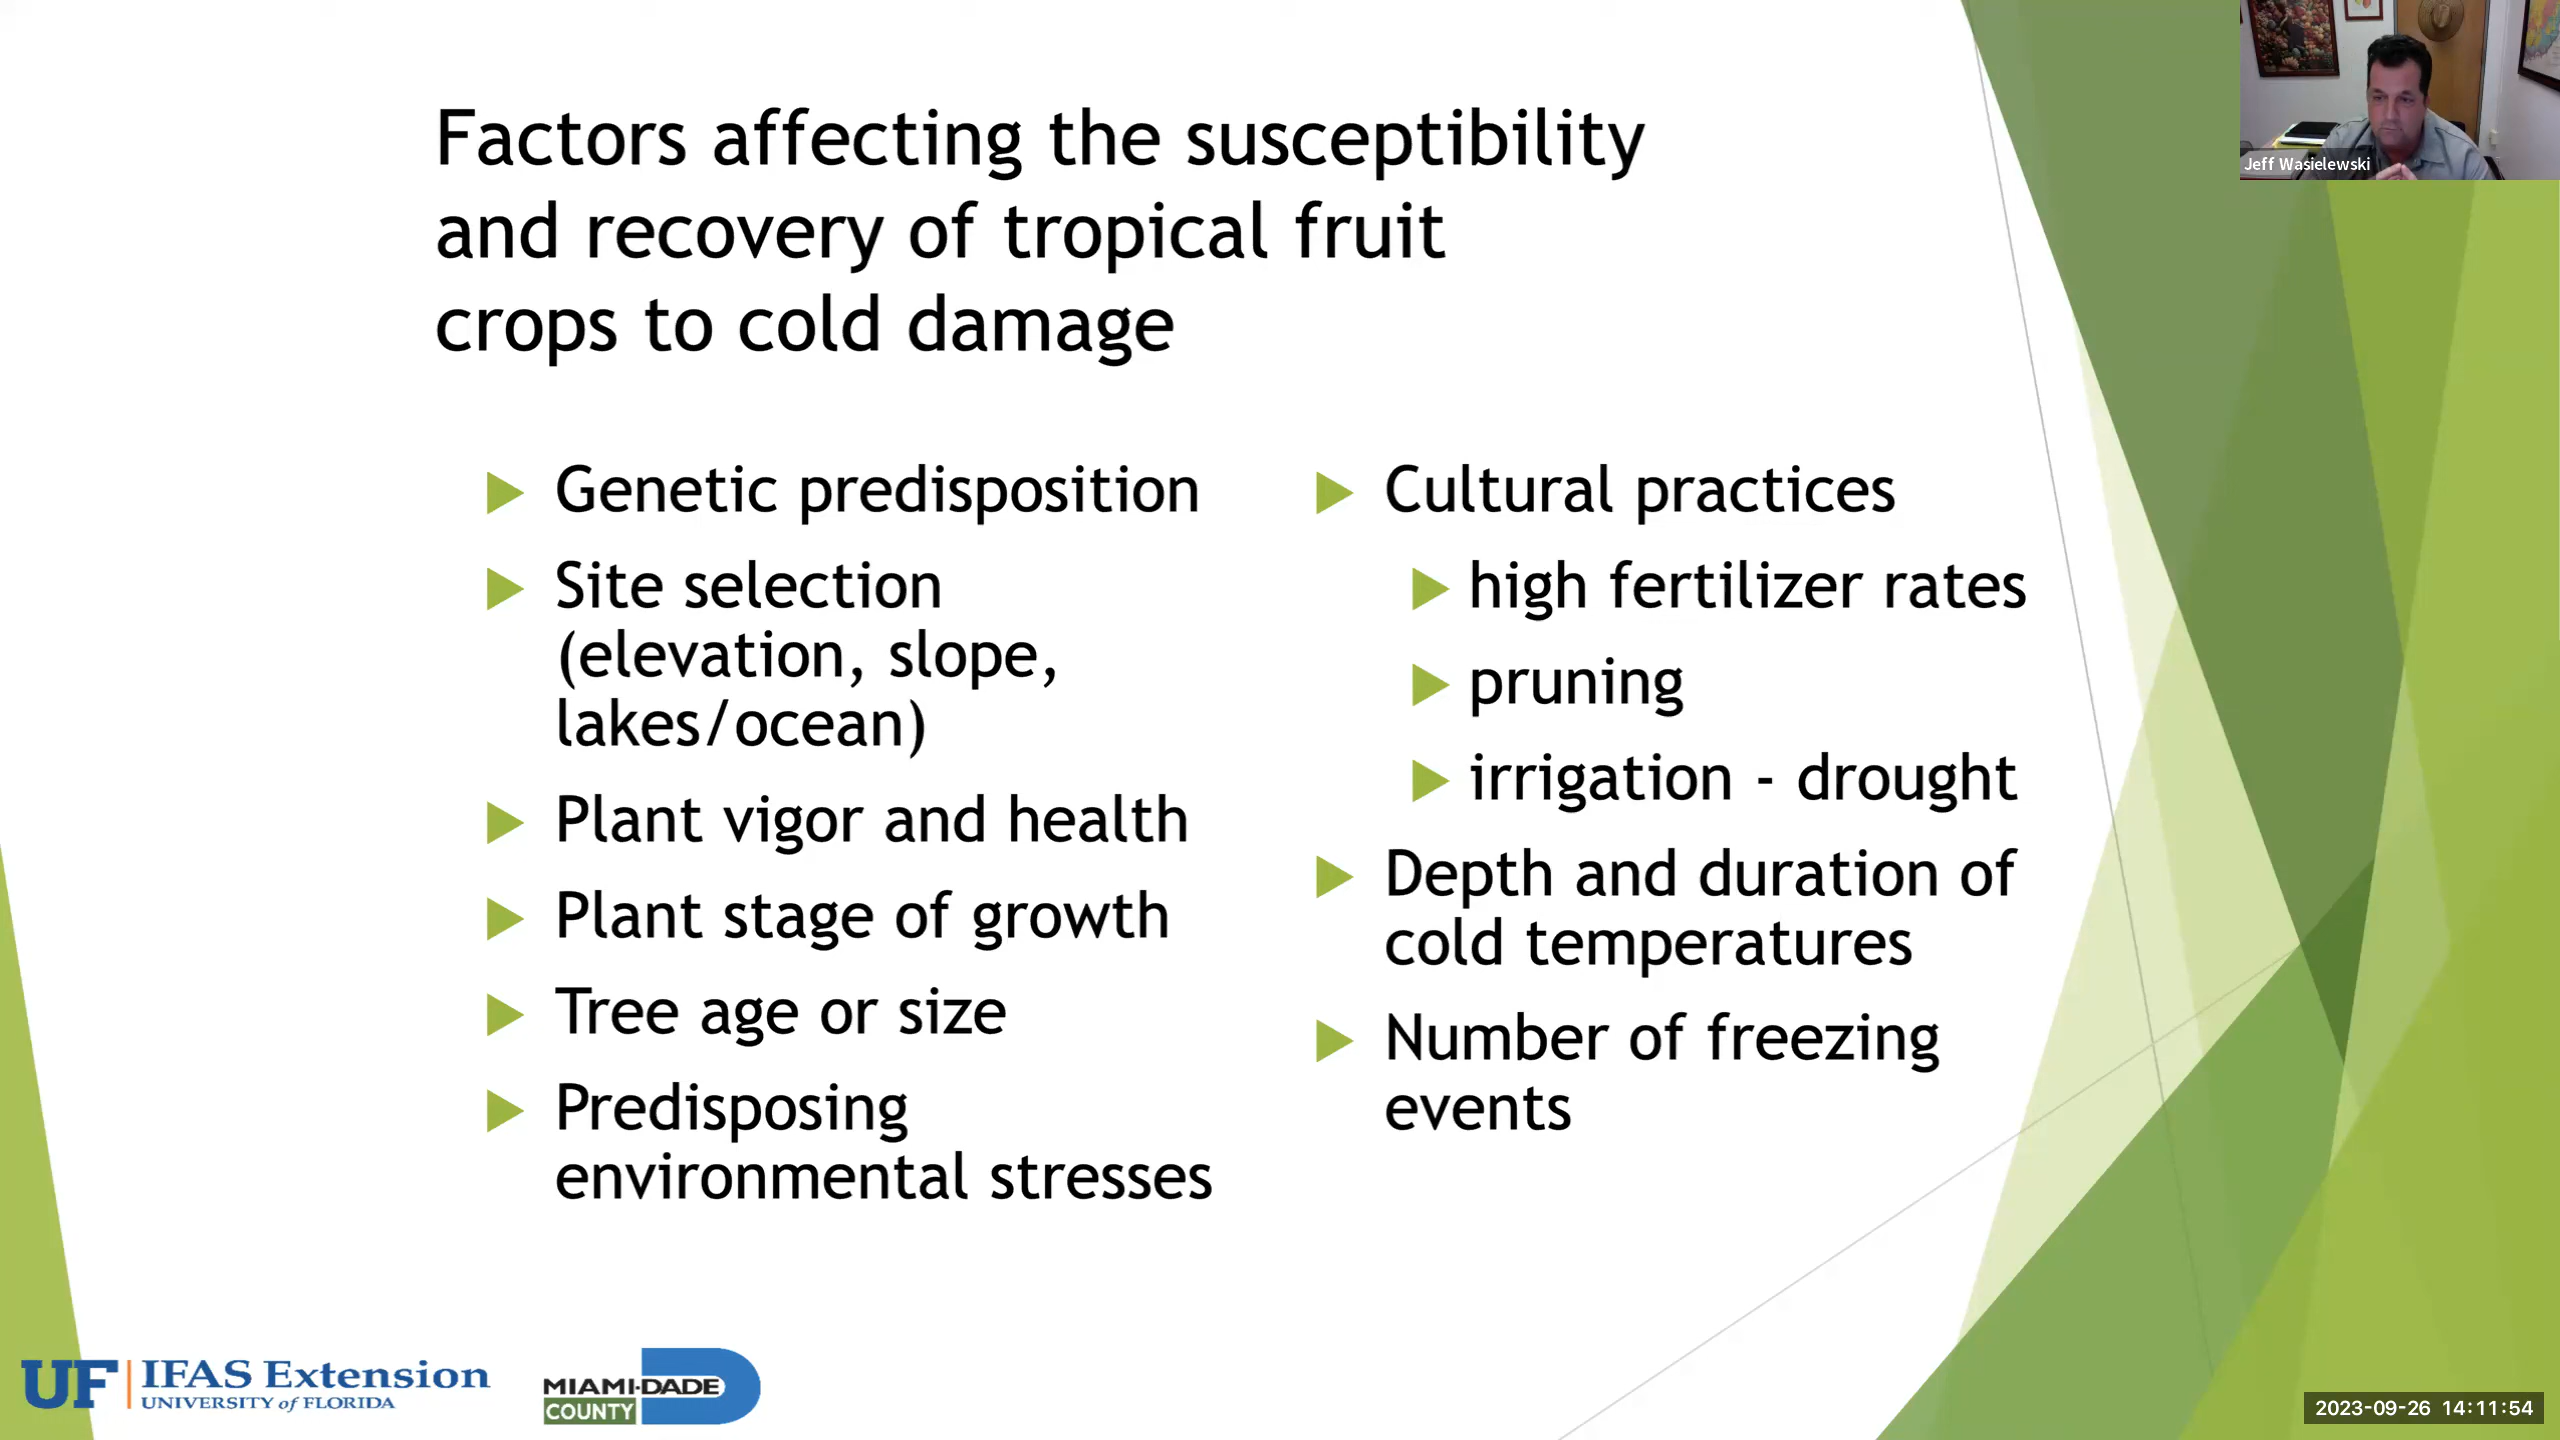 Factors affecting the susceptibility
and recovery of tropical fruit
crops to cold damage
Genetic predisposition
Site selection
(elevation, slope,
lakes/ocean)
Plant vigor and health
Plant stage of growth
Tree age or size
Predisposing
environmental stresses
Cultural practices
high fertilizer rates
pruning
irrigation - drought
Depth and duration of
cold temperatures
Number of freezing
events
Jeff Wasielewski
UF | IFAS Extension
UNIVERSITY of FLORIDA
MIAMI-DADE
COUNTY
2023-09-26 14:11:54